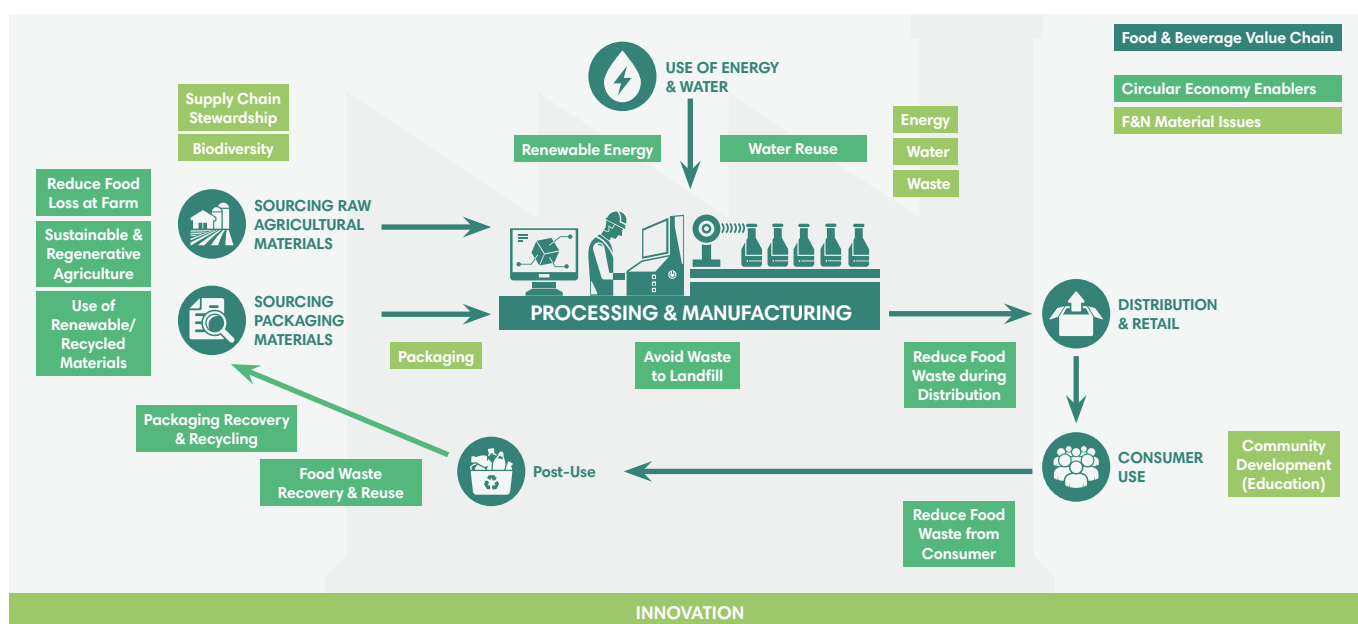 Food & Beverage Value Chain
Circular Economy Enablers
F&N Material Issues
USE OF ENERGY
& WATER
Supply Chain
Stewardship
Biodiversity
Renewable Energy
Water Reuse
Energy
Water
Waste
Reduce Food
Loss at Farm
Sustainable &
Regenerative
Agriculture
Use of
Renewable/
Recycled
Materials
SOURCING RAW
AGRICULTURAL
MATERIALS
SOURCING
PACKAGING
MATERIALS
Packaging
PROCESSING & MANUFACTURING
Avoid Waste
to Landfill
DISTRIBUTION
& RETAIL
Reduce Food
Waste during
Distribution
CONSUMER
USE
Community
Development
(Education)
Reduce Food
Waste from
Consumer
Post-Use
Packaging Recovery
& Recycling
Food Waste
Recovery & Reuse
INNOVATION